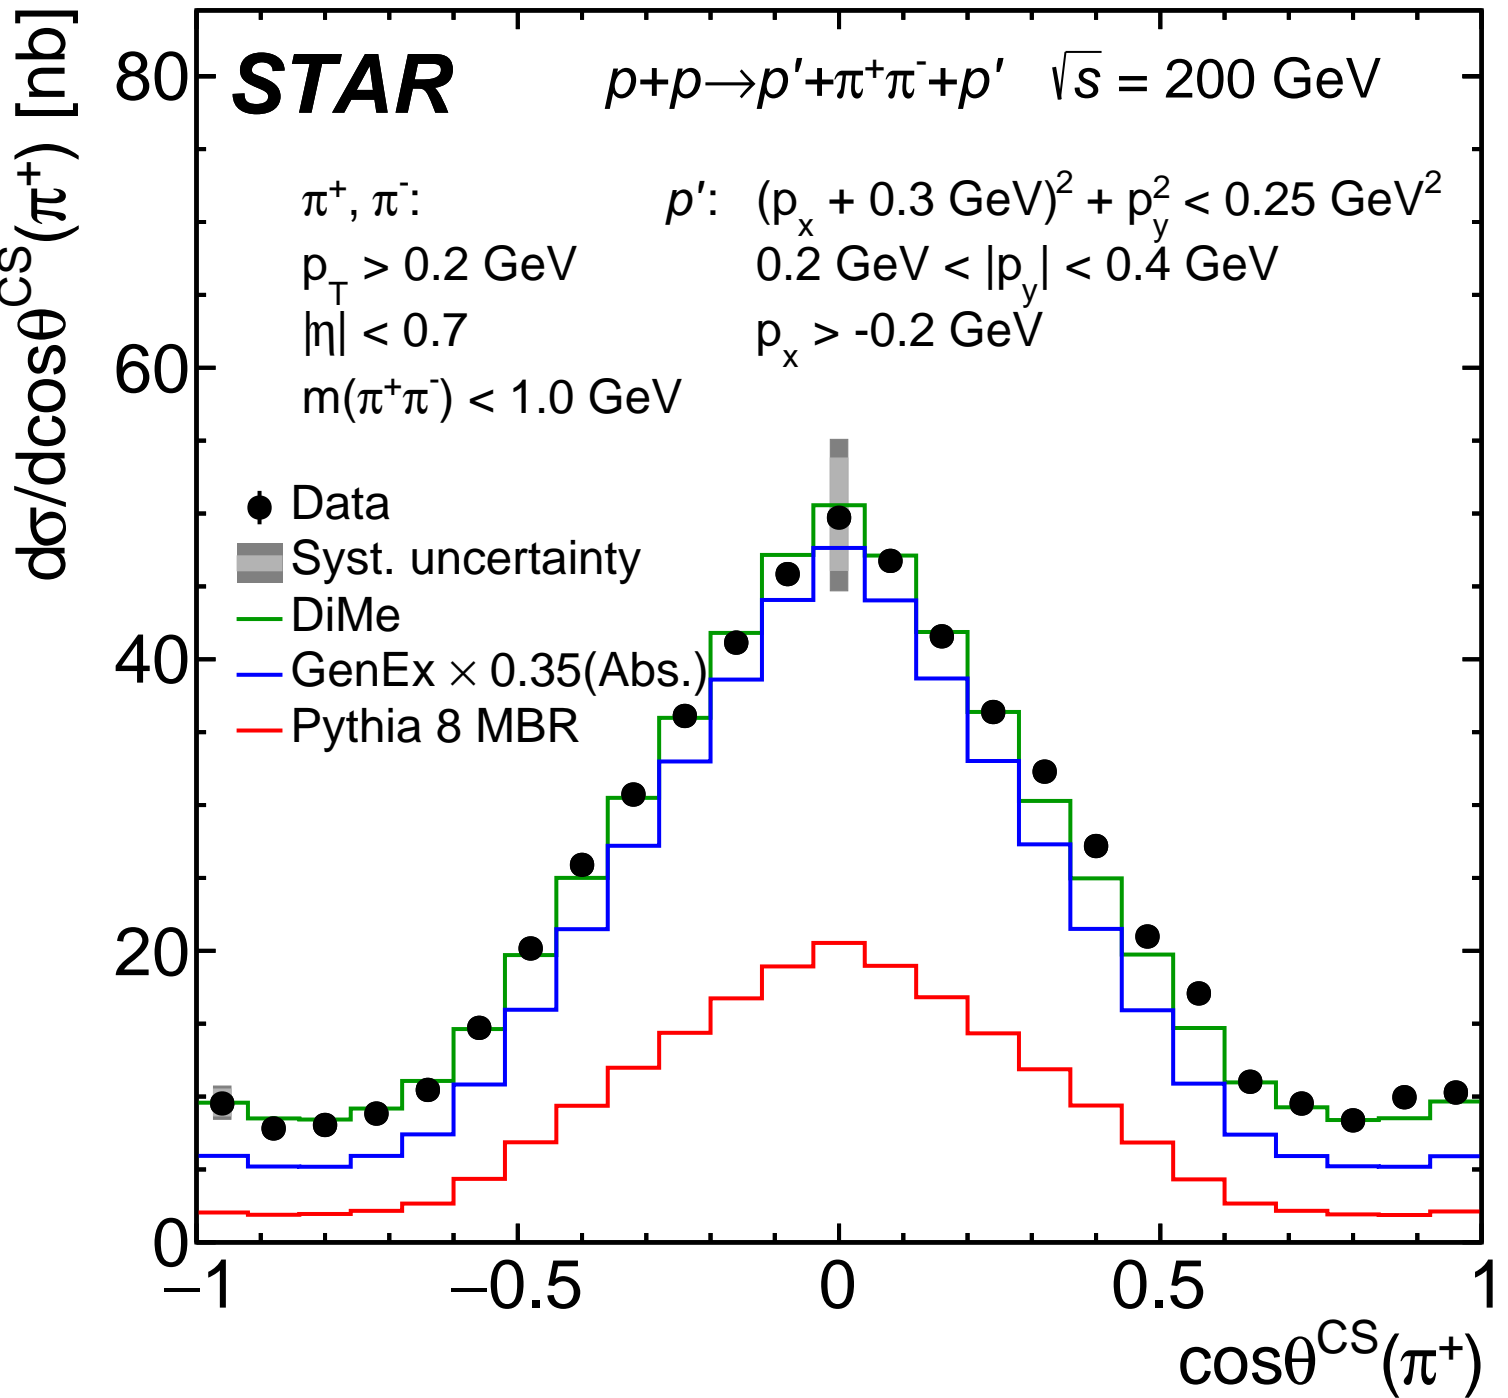 dσ/dcosθ^CS(π⁺) [nb]
STAR p+p→p′+π⁺π⁻+p′ √s = 200 GeV
π⁺, π⁻: p′: (p_x + 0.3 GeV)² + p_y² < 0.25 GeV²
p_T > 0.2 GeV 0.2 GeV < |p_y| < 0.4 GeV
|η| < 0.7 p_x > -0.2 GeV
m(π⁺π⁻) < 1.0 GeV
Data
Syst. uncertainty
DiMe
GenEx × 0.35(Abs.)
Pythia 8 MBR
80
60
40
20
0
−1 −0.5 0 0.5 1
cosθ^CS(π⁺)